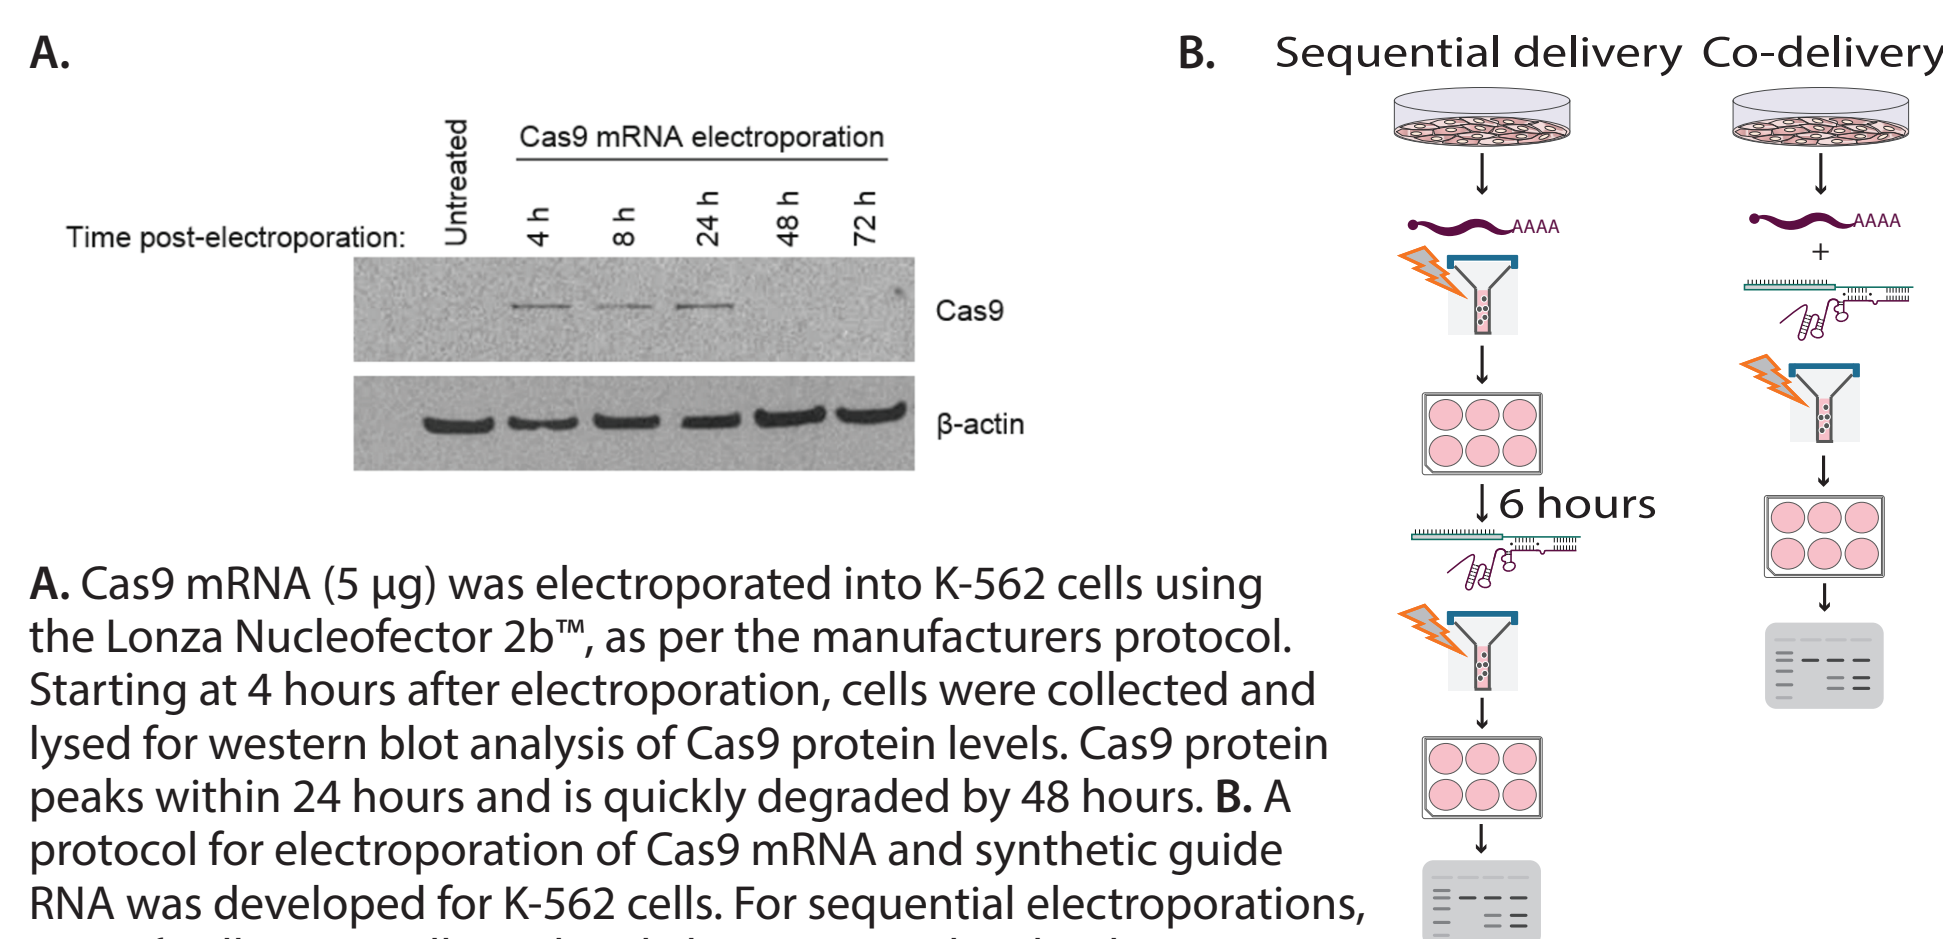 A.
Untreated
Cas9 mRNA electroporation
Time post-electroporation:
4 h
8 h
24 h
48 h
72 h
Cas9
β-actin
A. Cas9 mRNA (5 µg) was electroporated into K-562 cells using
the Lonza Nucleofector 2b™, as per the manufacturers protocol.
Starting at 4 hours after electroporation, cells were collected and
lysed for western blot analysis of Cas9 protein levels. Cas9 protein
peaks within 24 hours and is quickly degraded by 48 hours. B. A
protocol for electroporation of Cas9 mRNA and synthetic guide
RNA was developed for K-562 cells. For sequential electroporations,
B.
Sequential delivery
AAAA
6 hours
Co-delivery
AAAA
+